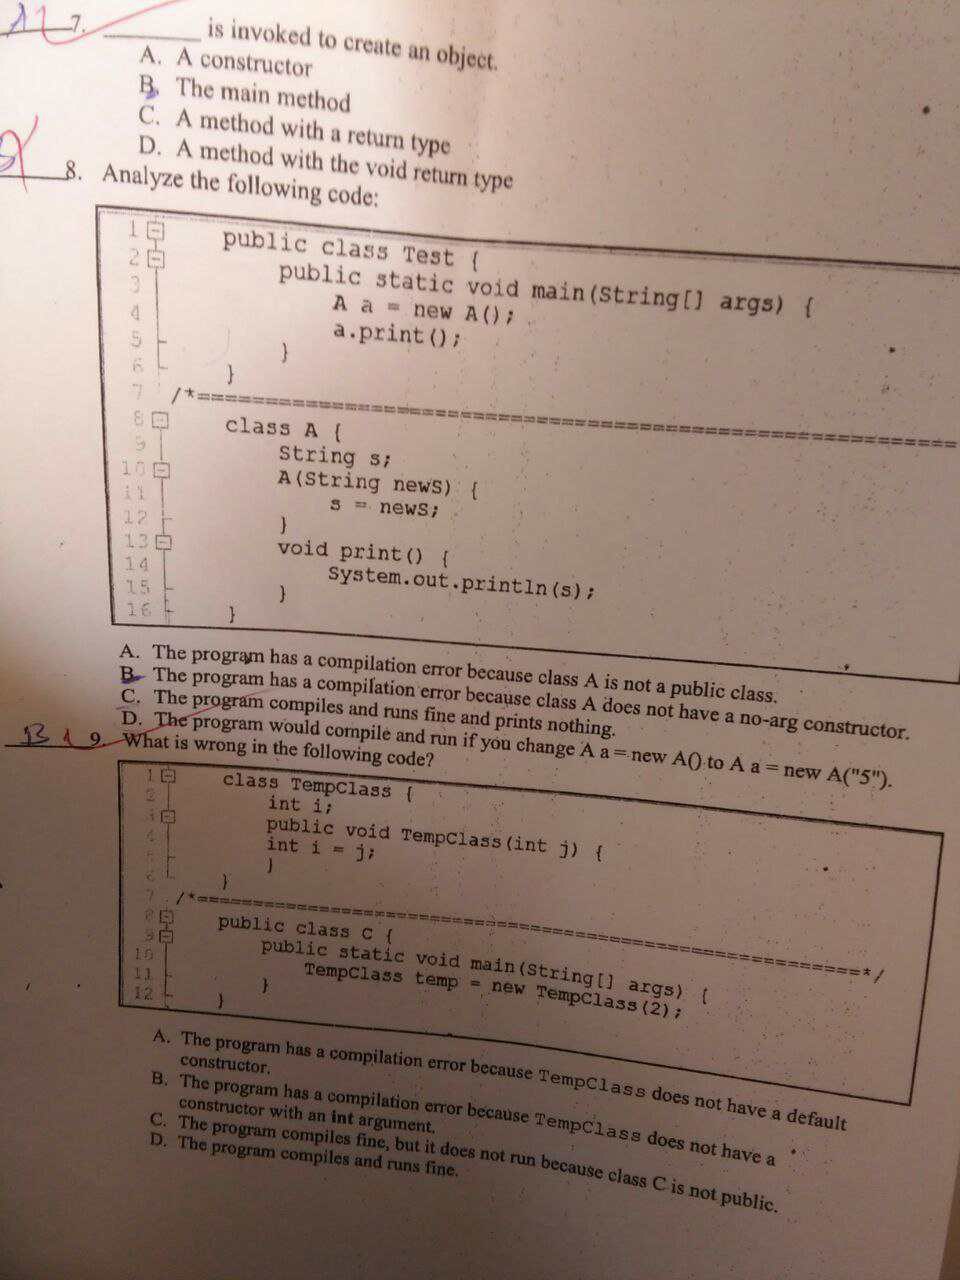 7. ________ is invoked to create an object.
A. A constructor
B. The main method
C. A method with a return type
D. A method with the void return type
8. Analyze the following code:
1 public class Test {
2 public static void main(String[] args) {
3 A a = new A();
4 a.print();
5 }
6 }
7 /*==========================================================
8 class A {
9 String s;
10 A(String newS) {
11 s = newS;
12 }
13 void print() {
14 System.out.println(s);
15 }
16 }
A. The program has a compilation error because class A is not a public class.
B. The program has a compilation error because class A does not have a no-arg constructor.
C. The program compiles and runs fine and prints nothing.
D. The program would compile and run if you change A a = new A() to A a = new A("5").
B 9. What is wrong in the following code?
1 class TempClass {
2 int i;
3 public void TempClass(int j) {
4 int i = j;
5 }
6 }
7 /*==========================================================*/
8 public class C {
9 public static void main(String[] args) {
10 TempClass temp = new TempClass(2);
11 }
12 }
A. The program has a compilation error because TempClass does not have a default
constructor.
B. The program has a compilation error because TempClass does not have a
constructor with an int argument.
C. The program compiles fine, but it does not run because class C is not public.
D. The program compiles and runs fine.